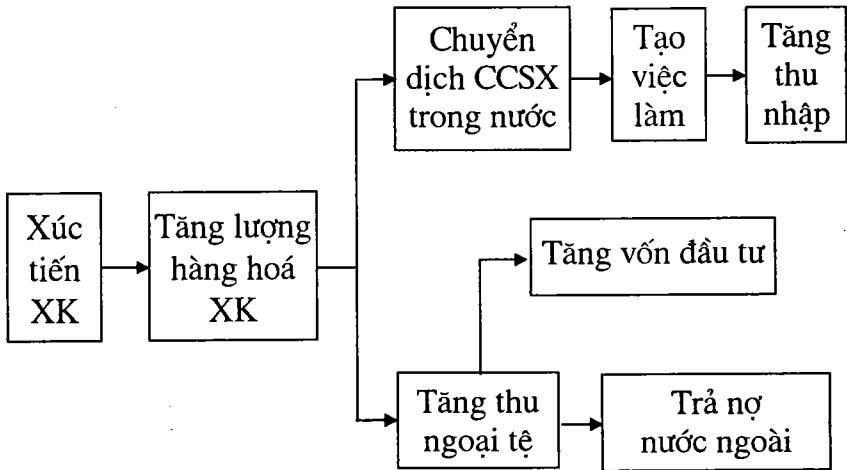 Chuyển
dịch CCSX
trong nước
Tạo
việc
làm
Tăng
thu
nhập
Xúc
tiến
XK
Tăng lượng
hàng hoá
XK
Tăng vốn đầu tư
Tăng thu
ngoại tệ
Trả nợ
nước ngoài